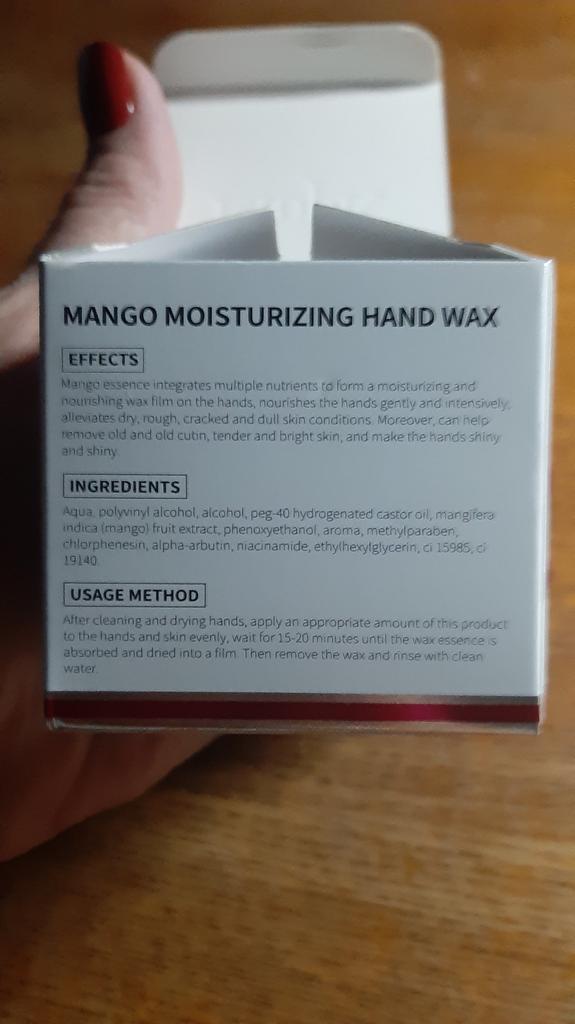 MANGO MOISTURIZING HAND WAX
EFFECTS
Mango essence integrates multiple nutrients to form a moisturizing and
nourishing wax film on the hands, nourishes the hands gently and intensively,
alleviates dry, rough, cracked and dull skin conditions. Moreover, can help
remove old and old cutin, tender and bright skin, and make the hands shiny
and shiny.
INGREDIENTS
Aqua, polyvinyl alcohol, alcohol, peg-40 hydrogenated castor oil, mangifera
indica (mango) fruit extract, phenoxyethanol, aroma, methylparaben,
chlorphenesin, alpha-arbutin, niacinamide, ethylhexylglycerin, ci 15985, ci
19140.
USAGE METHOD
After cleaning and drying hands, apply an appropriate amount of this product
to the hands and skin evenly, wait for 15-20 minutes until the wax essence is
absorbed and dried into a film. Then remove the wax and rinse with clean
water.